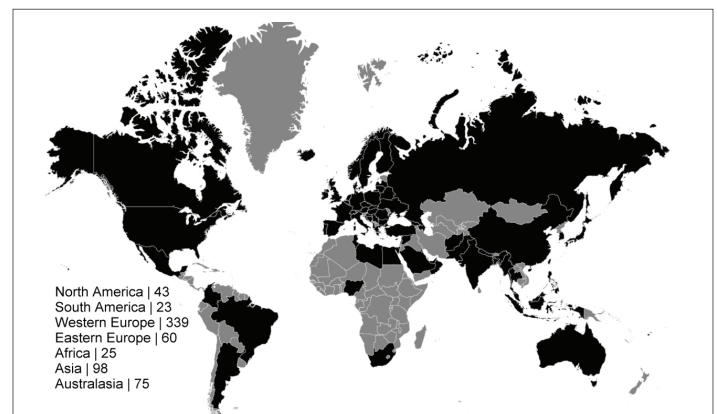 North America | 43
South America | 23
Western Europe | 339
Eastern Europe | 60
Africa | 25
Asia | 98
Australasia | 75